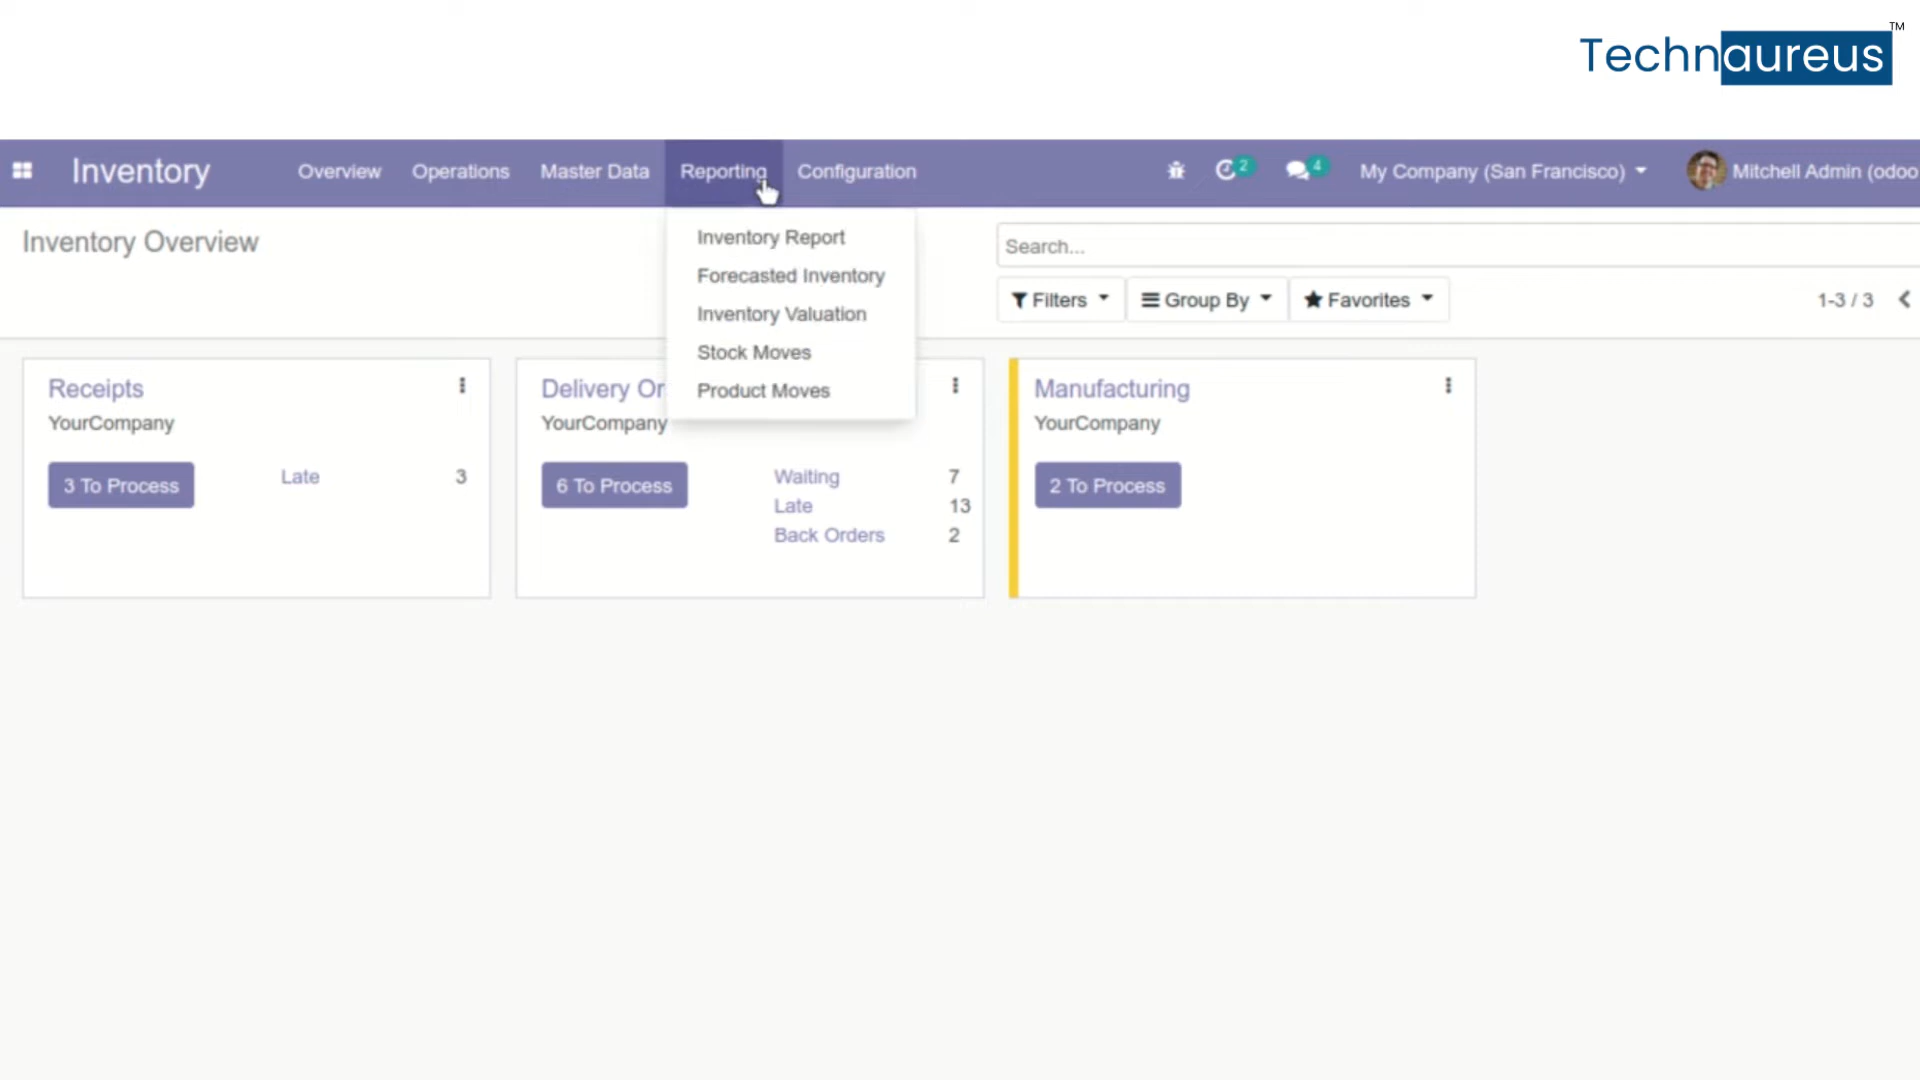 Technaureus™
Inventory Overview Operations Master Data Reporting Configuration 2 4 My Company (San Francisco) Mitchell Admin (odoo
Inventory Overview
Search...
Filters Group By Favorites 1-3 / 3
Inventory Report
Forecasted Inventory
Inventory Valuation
Stock Moves
Product Moves
Receipts
YourCompany
3 To Process Late 3
Delivery Or
YourCompany
6 To Process Waiting 7
Late 13
Back Orders 2
Manufacturing
YourCompany
2 To Process